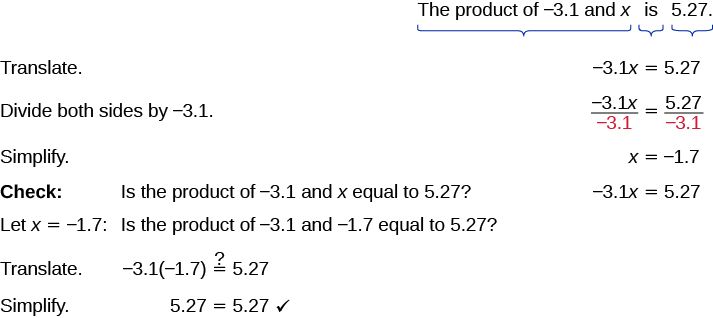 The product of −3.1 and x is 5.27.
Translate. −3.1x = 5.27
Divide both sides by −3.1. −3.1x/−3.1 = 5.27/−3.1
Simplify. x = −1.7
Check: Is the product of −3.1 and x equal to 5.27? −3.1x = 5.27
Let x = −1.7: Is the product of −3.1 and −1.7 equal to 5.27?
Translate. −3.1(−1.7) ≟ 5.27
Simplify. 5.27 = 5.27 ✓